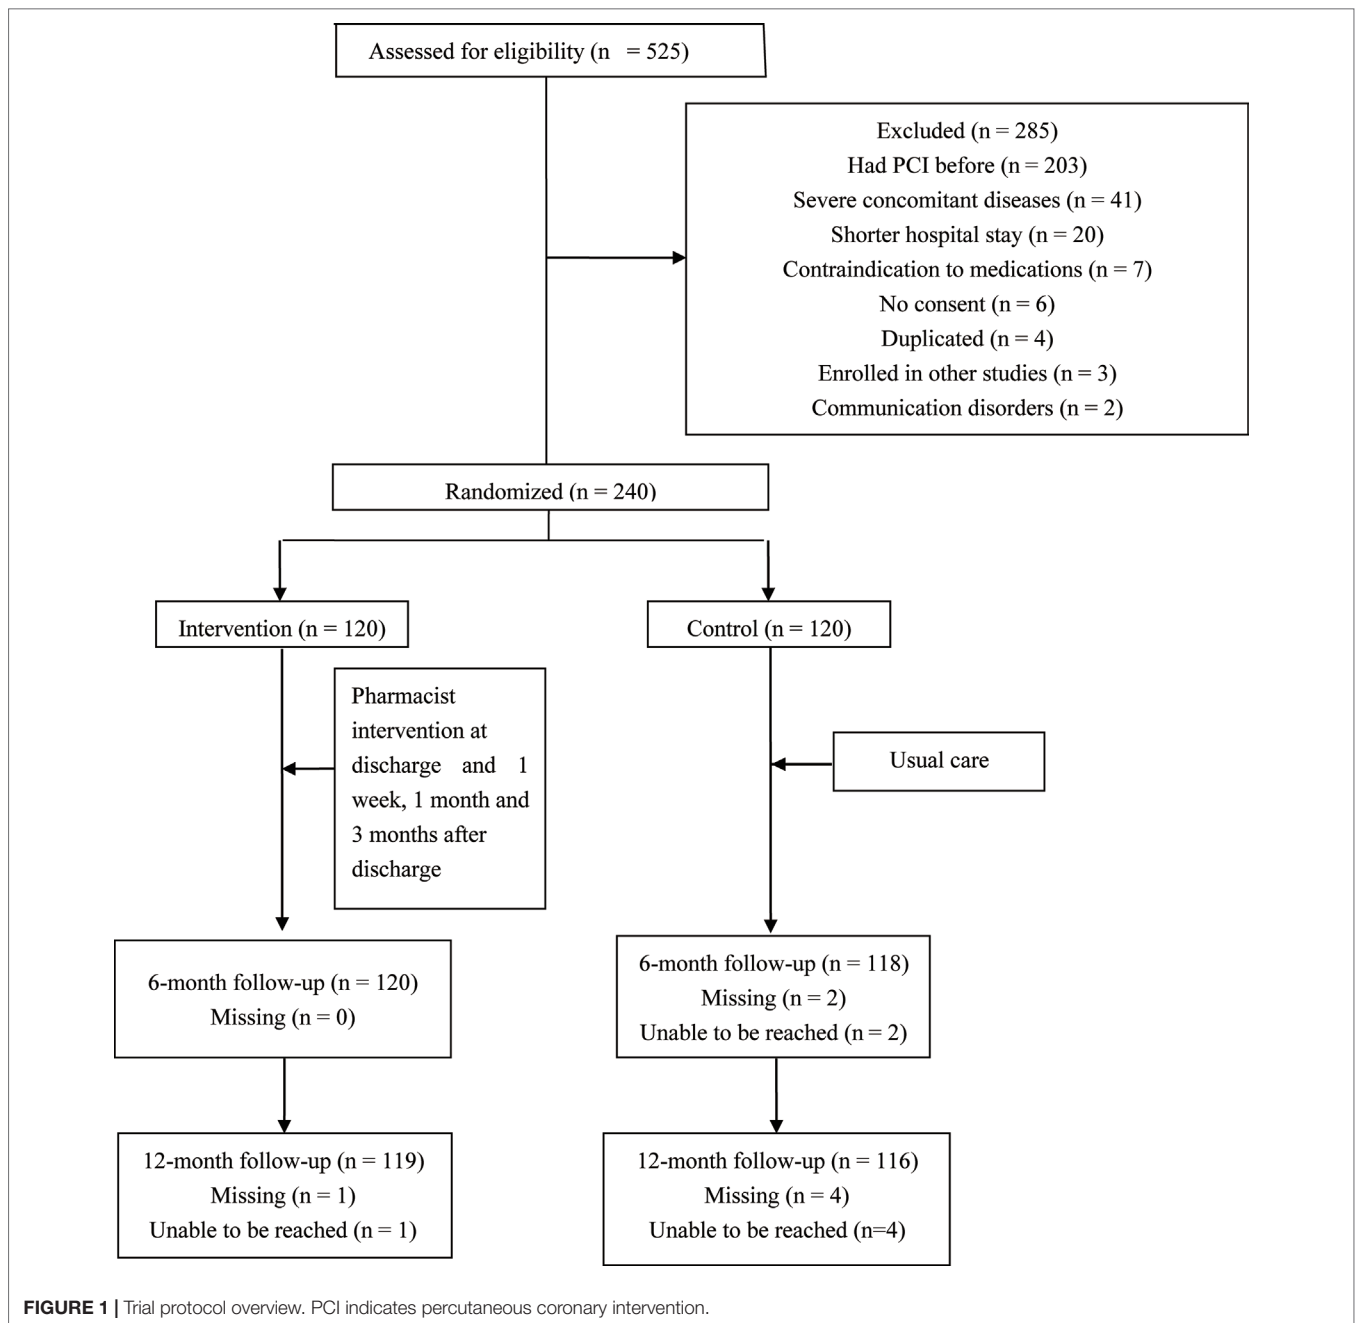 Assessed for eligibility (n = 525)
Excluded (n = 285)
Had PCI before (n = 203)
Severe concomitant diseases (n = 41)
Shorter hospital stay (n = 20)
Contraindication to medications (n = 7)
No consent (n = 6)
Duplicated (n = 4)
Enrolled in other studies (n = 3)
Communication disorders (n = 2)
Randomized (n = 240)
Intervention (n = 120)
Control (n = 120)
Pharmacist
intervention at
discharge and 1
week, 1 month and
3 months after
discharge
Usual care
6-month follow-up (n = 120)
Missing (n = 0)
6-month follow-up (n = 118)
Missing (n = 2)
Unable to be reached (n = 2)
12-month follow-up (n = 119)
Missing (n = 1)
Unable to be reached (n = 1)
12-month follow-up (n = 116)
Missing (n = 4)
Unable to be reached (n=4)
FIGURE 1 | Trial protocol overview. PCI indicates percutaneous coronary intervention.